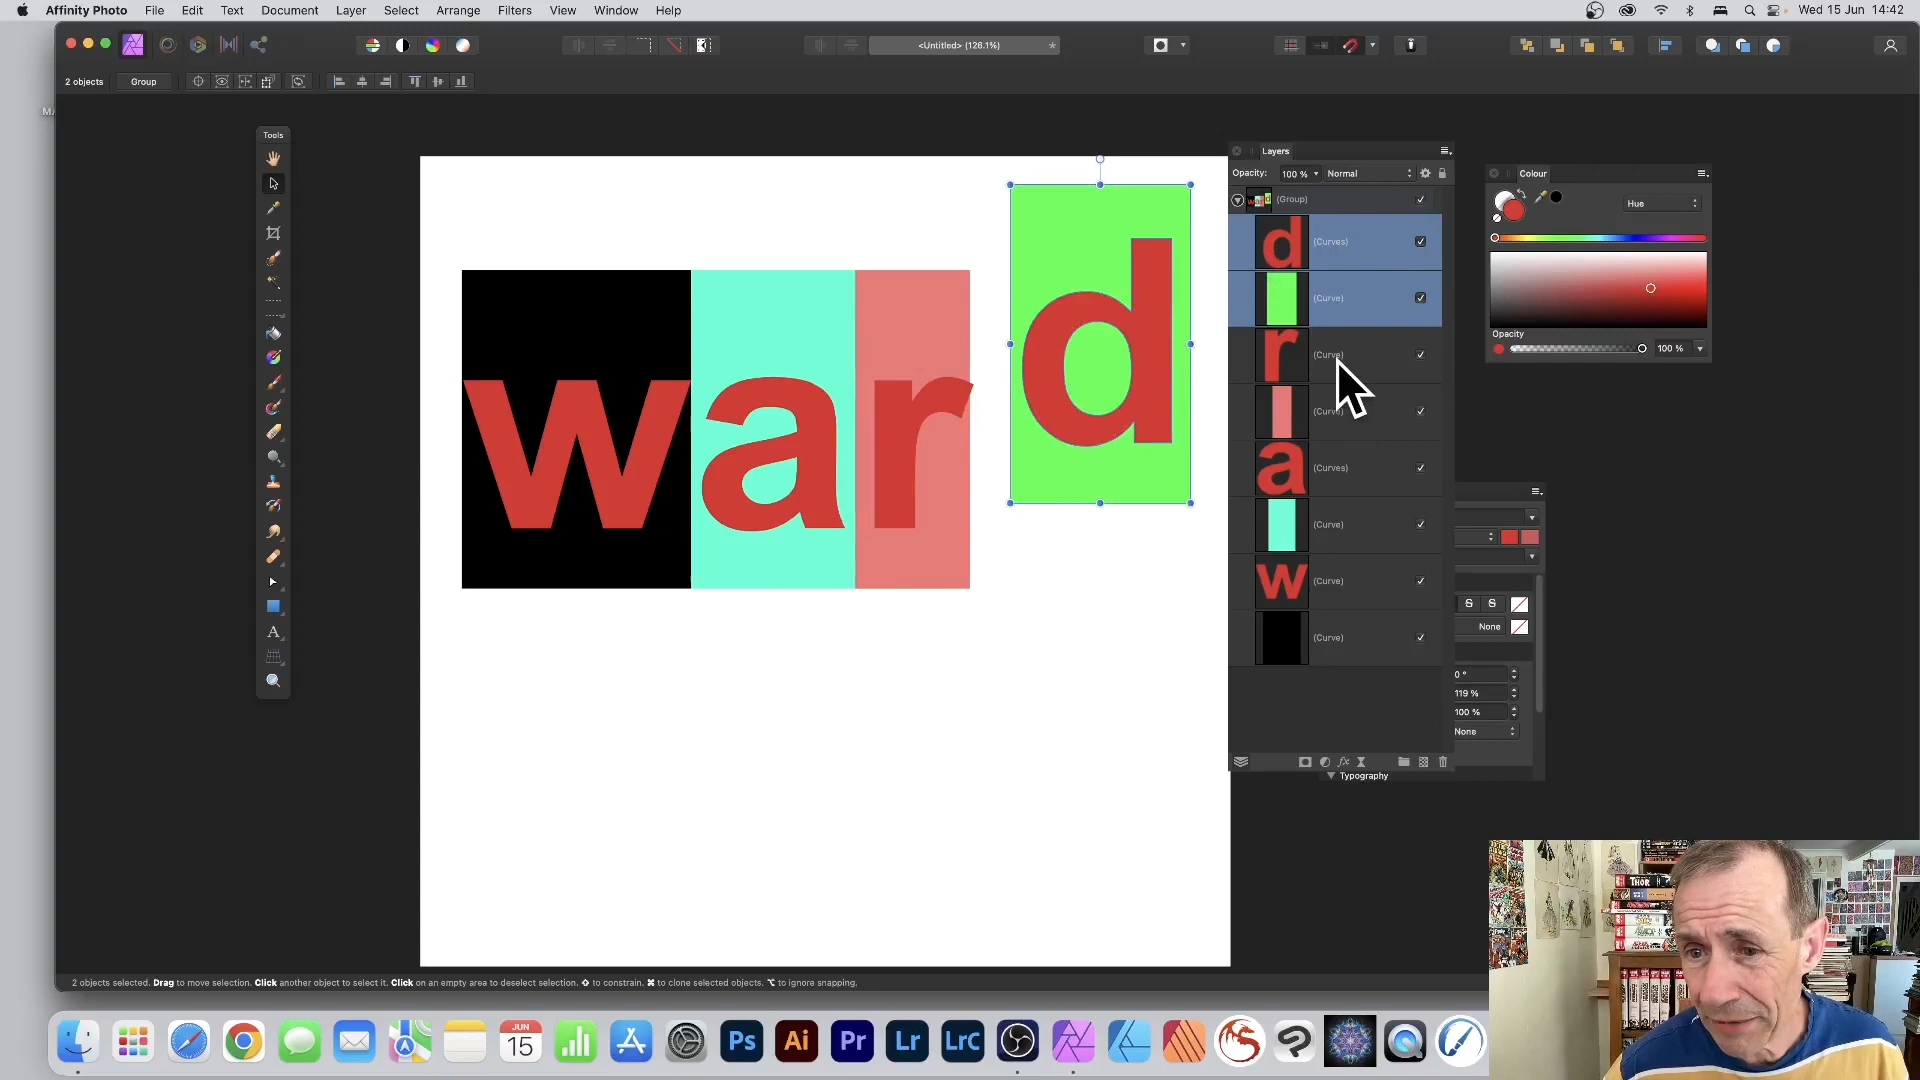 Affinity Photo File Edit Text Document Layer Select Arrange Filters View Window Help Wed 15 Jun 14:42
<Untitled> (126.1%) *
2 objects Group
Tools
Layers
Opacity: 100 % Normal
(Group)
(Curves)
(Curve)
(Curve)
(Curve)
(Curves)
(Curve)
(Curve)
(Curve)
Colour
Hue
Opacity
100 %
war
d
d
r
a
w
S S
None
0 °
119 %
100 %
None
Typography
2 objects selected. Drag to move selection. Click another object to select it. Click on an empty area to deselect selection. ⇧ to constrain. ⌘ to clone selected objects. ⌥ to ignore snapping.
THOR
JUN
15
Ps Ai Pr Lr LrC